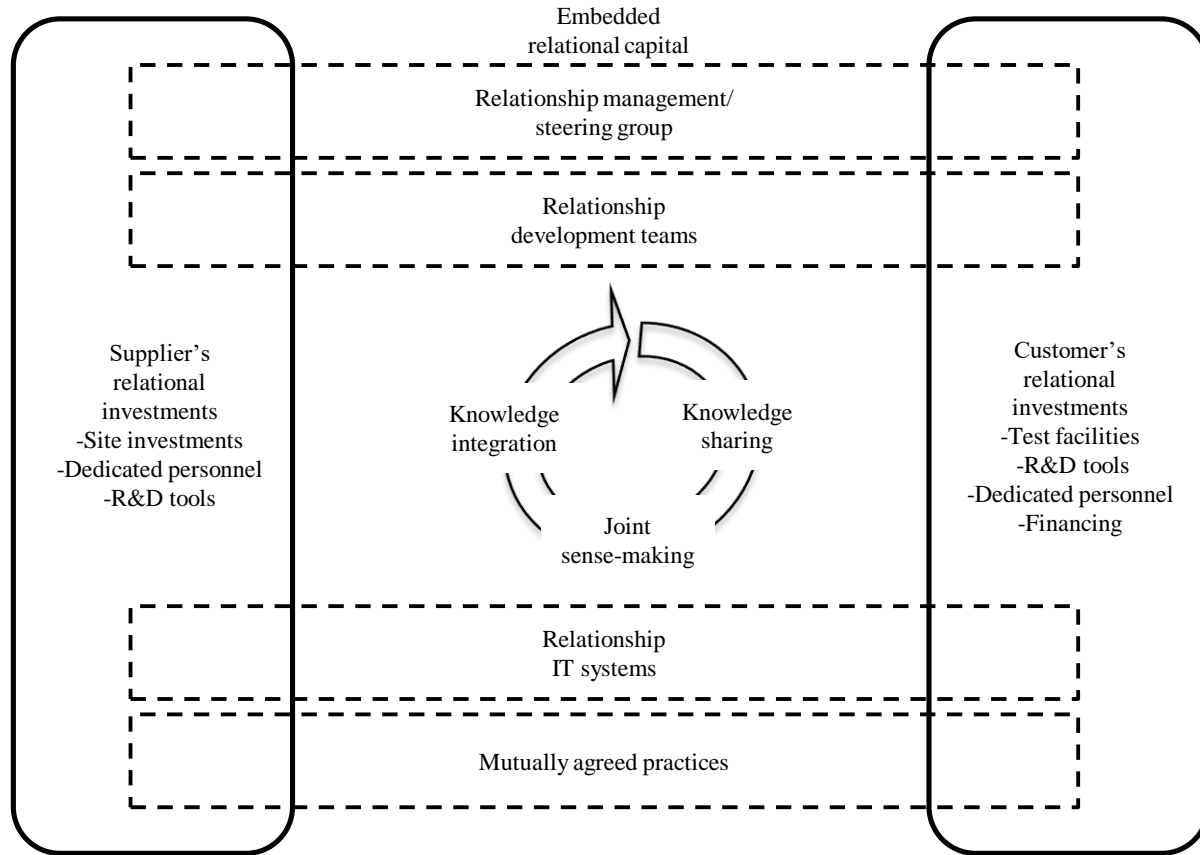 Embedded
relational capital
Relationship management/
steering group
Relationship
development teams
Supplier's
relational
investments
-Site investments
-Dedicated personnel
-R&D tools
Knowledge
integration
Knowledge
sharing
Joint
sense-making
Customer's
relational
investments
-Test facilities
-R&D tools
-Dedicated personnel
-Financing
Relationship
IT systems
Mutually agreed practices